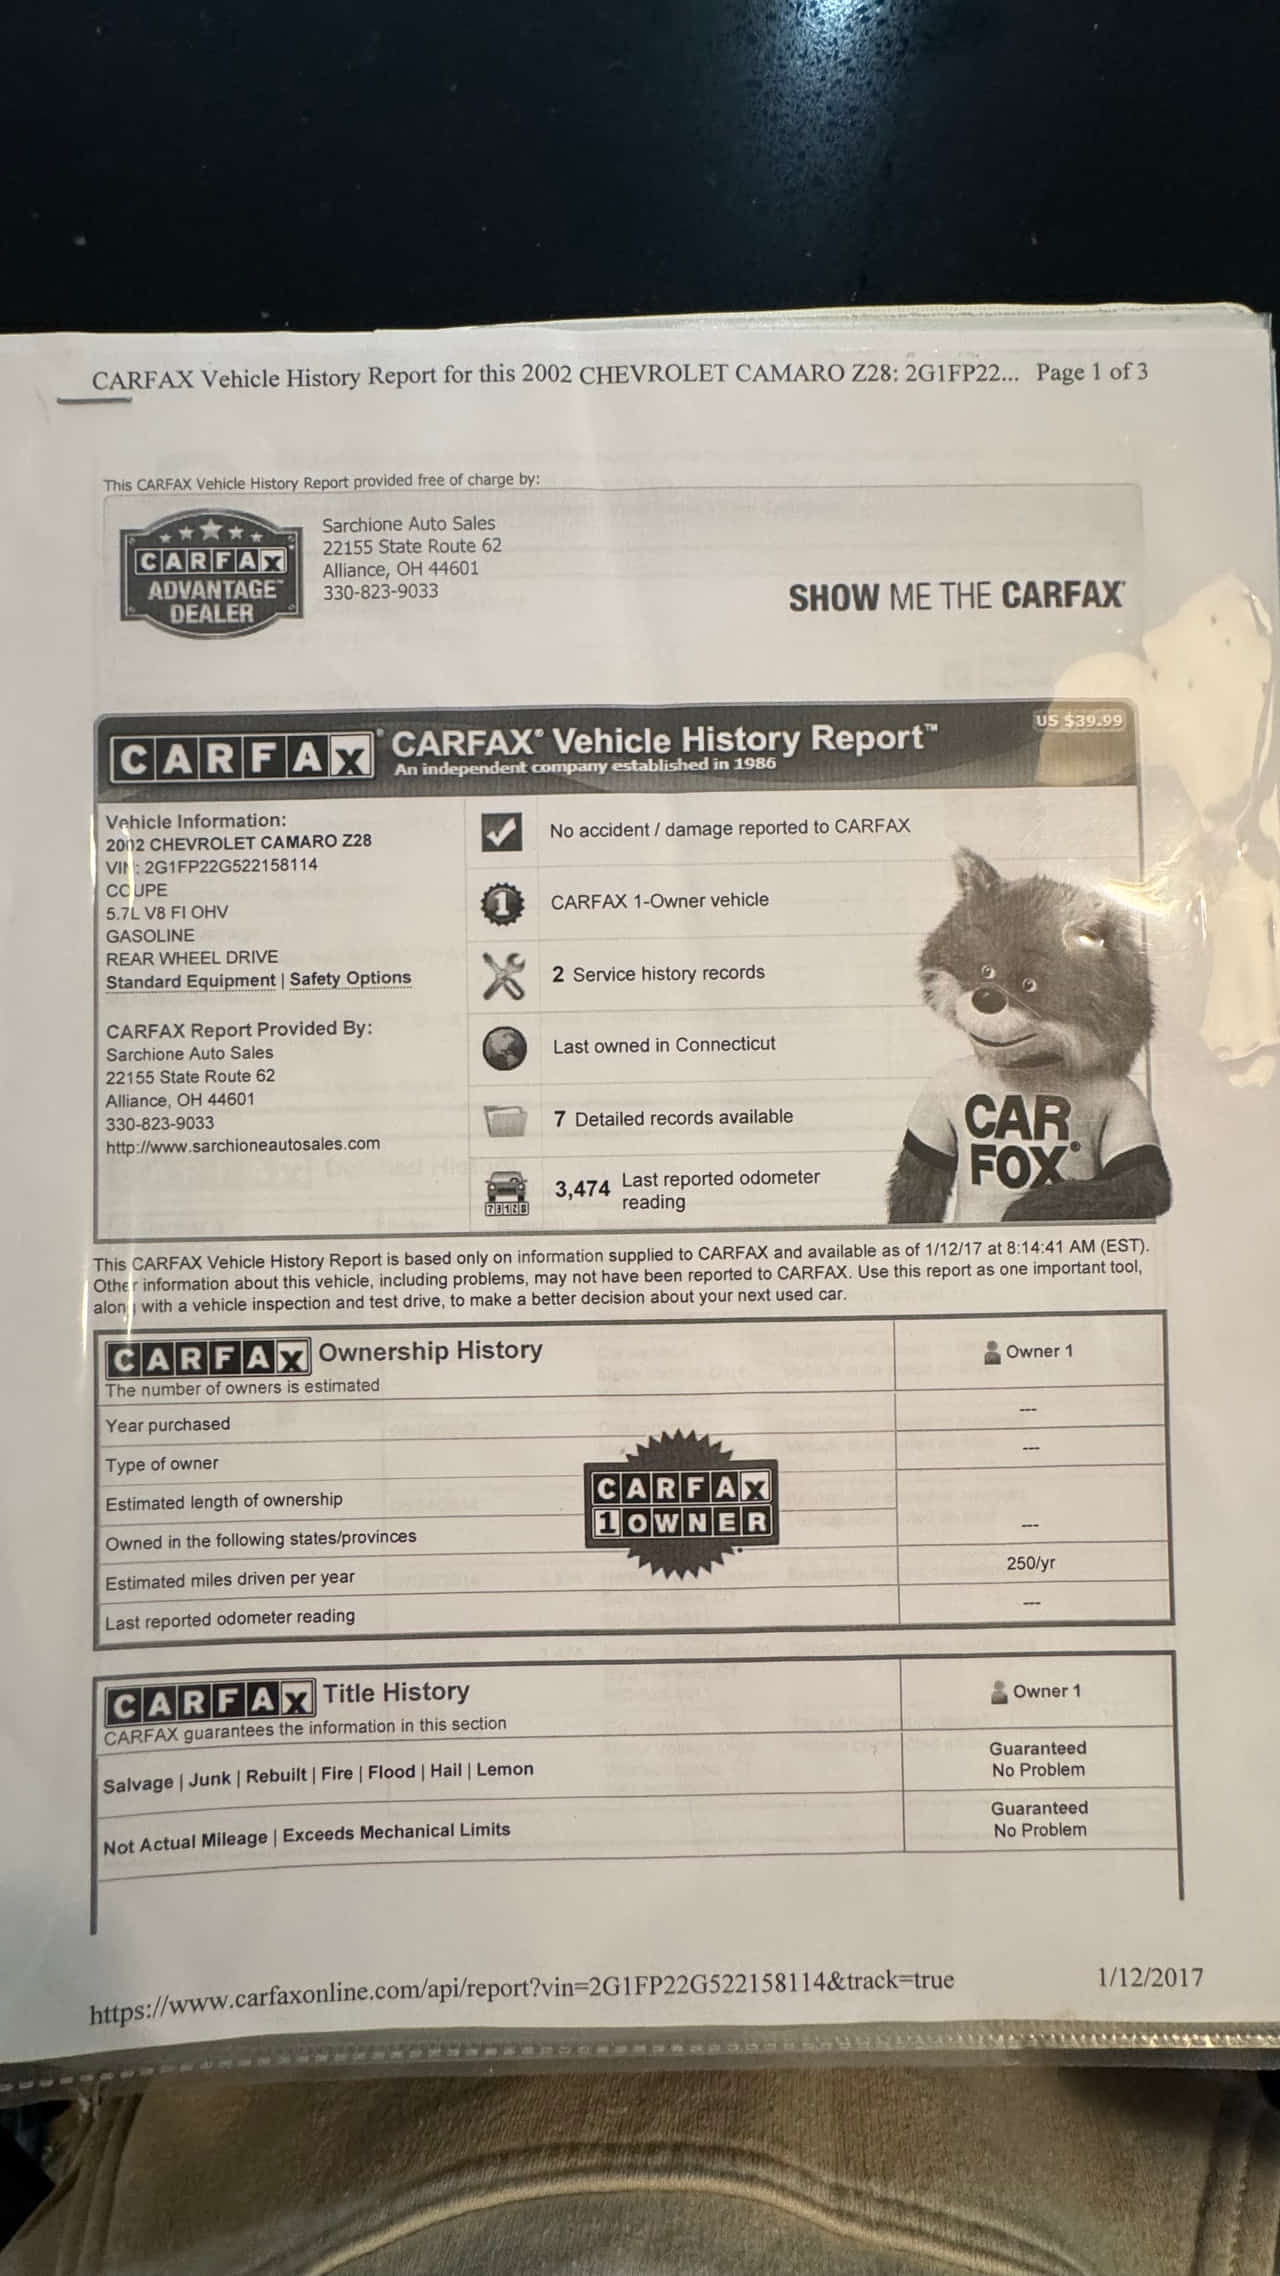 CARFAX Vehicle History Report for this 2002 CHEVROLET CAMARO Z28: 2G1FP22... Page 1 of 3
This CARFAX Vehicle History Report provided free of charge by:
CARFAX
ADVANTAGE™
DEALER
Sarchione Auto Sales
22155 State Route 62
Alliance, OH 44601
330-823-9033
SHOW ME THE CARFAX®
CARFAX® CARFAX® Vehicle History Report™
An independent company established in 1986
US $39.99
Vehicle Information:
2002 CHEVROLET CAMARO Z28
VIN: 2G1FP22G522158114
COUPE
5.7L V8 FI OHV
GASOLINE
REAR WHEEL DRIVE
Standard Equipment | Safety Options
CARFAX Report Provided By:
Sarchione Auto Sales
22155 State Route 62
Alliance, OH 44601
330-823-9033
http://www.sarchioneautosales.com
No accident / damage reported to CARFAX
1 CARFAX 1-Owner vehicle
2 Service history records
Last owned in Connecticut
7 Detailed records available
3,474 Last reported odometer
reading
CAR
FOX®
This CARFAX Vehicle History Report is based only on information supplied to CARFAX and available as of 1/12/17 at 8:14:41 AM (EST).
Other information about this vehicle, including problems, may not have been reported to CARFAX. Use this report as one important tool,
along with a vehicle inspection and test drive, to make a better decision about your next used car.
CARFAX Ownership History
The number of owners is estimated
Owner 1
Year purchased ---
Type of owner ---
Estimated length of ownership
Owned in the following states/provinces ---
Estimated miles driven per year 250/yr
Last reported odometer reading ---
CARFAX
1 OWNER
CARFAX Title History
CARFAX guarantees the information in this section
Owner 1
Salvage | Junk | Rebuilt | Fire | Flood | Hail | Lemon
Guaranteed
No Problem
Not Actual Mileage | Exceeds Mechanical Limits
Guaranteed
No Problem
https://www.carfaxonline.com/api/report?vin=2G1FP22G522158114&track=true 1/12/2017